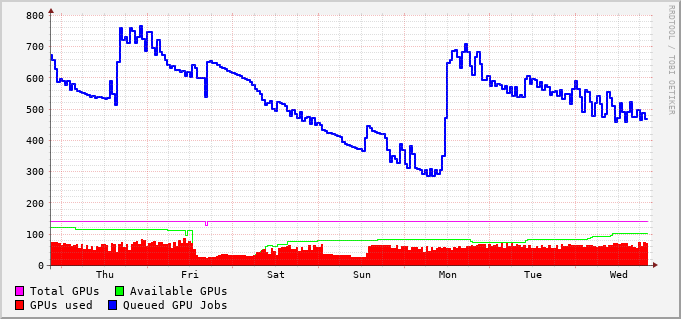 800
700
600
500
400
300
200
100
0
Thu Fri Sat Sun Mon Tue Wed
Total GPUs Available GPUs
GPUs used Queued GPU Jobs
RRDTOOL / TOBI OETIKER